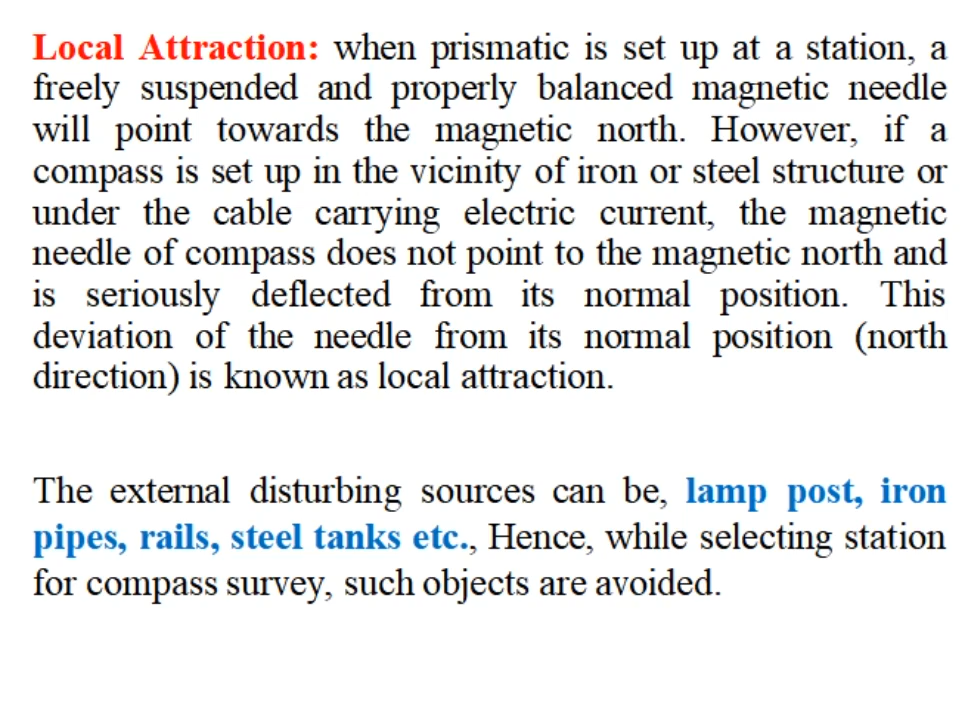 Local Attraction: when prismatic is set up at a station, a
freely suspended and properly balanced magnetic needle
will point towards the magnetic north. However, if a
compass is set up in the vicinity of iron or steel structure or
under the cable carrying electric current, the magnetic
needle of compass does not point to the magnetic north and
is seriously deflected from its normal position. This
deviation of the needle from its normal position (north
direction) is known as local attraction.
The external disturbing sources can be, lamp post, iron
pipes, rails, steel tanks etc., Hence, while selecting station
for compass survey, such objects are avoided.